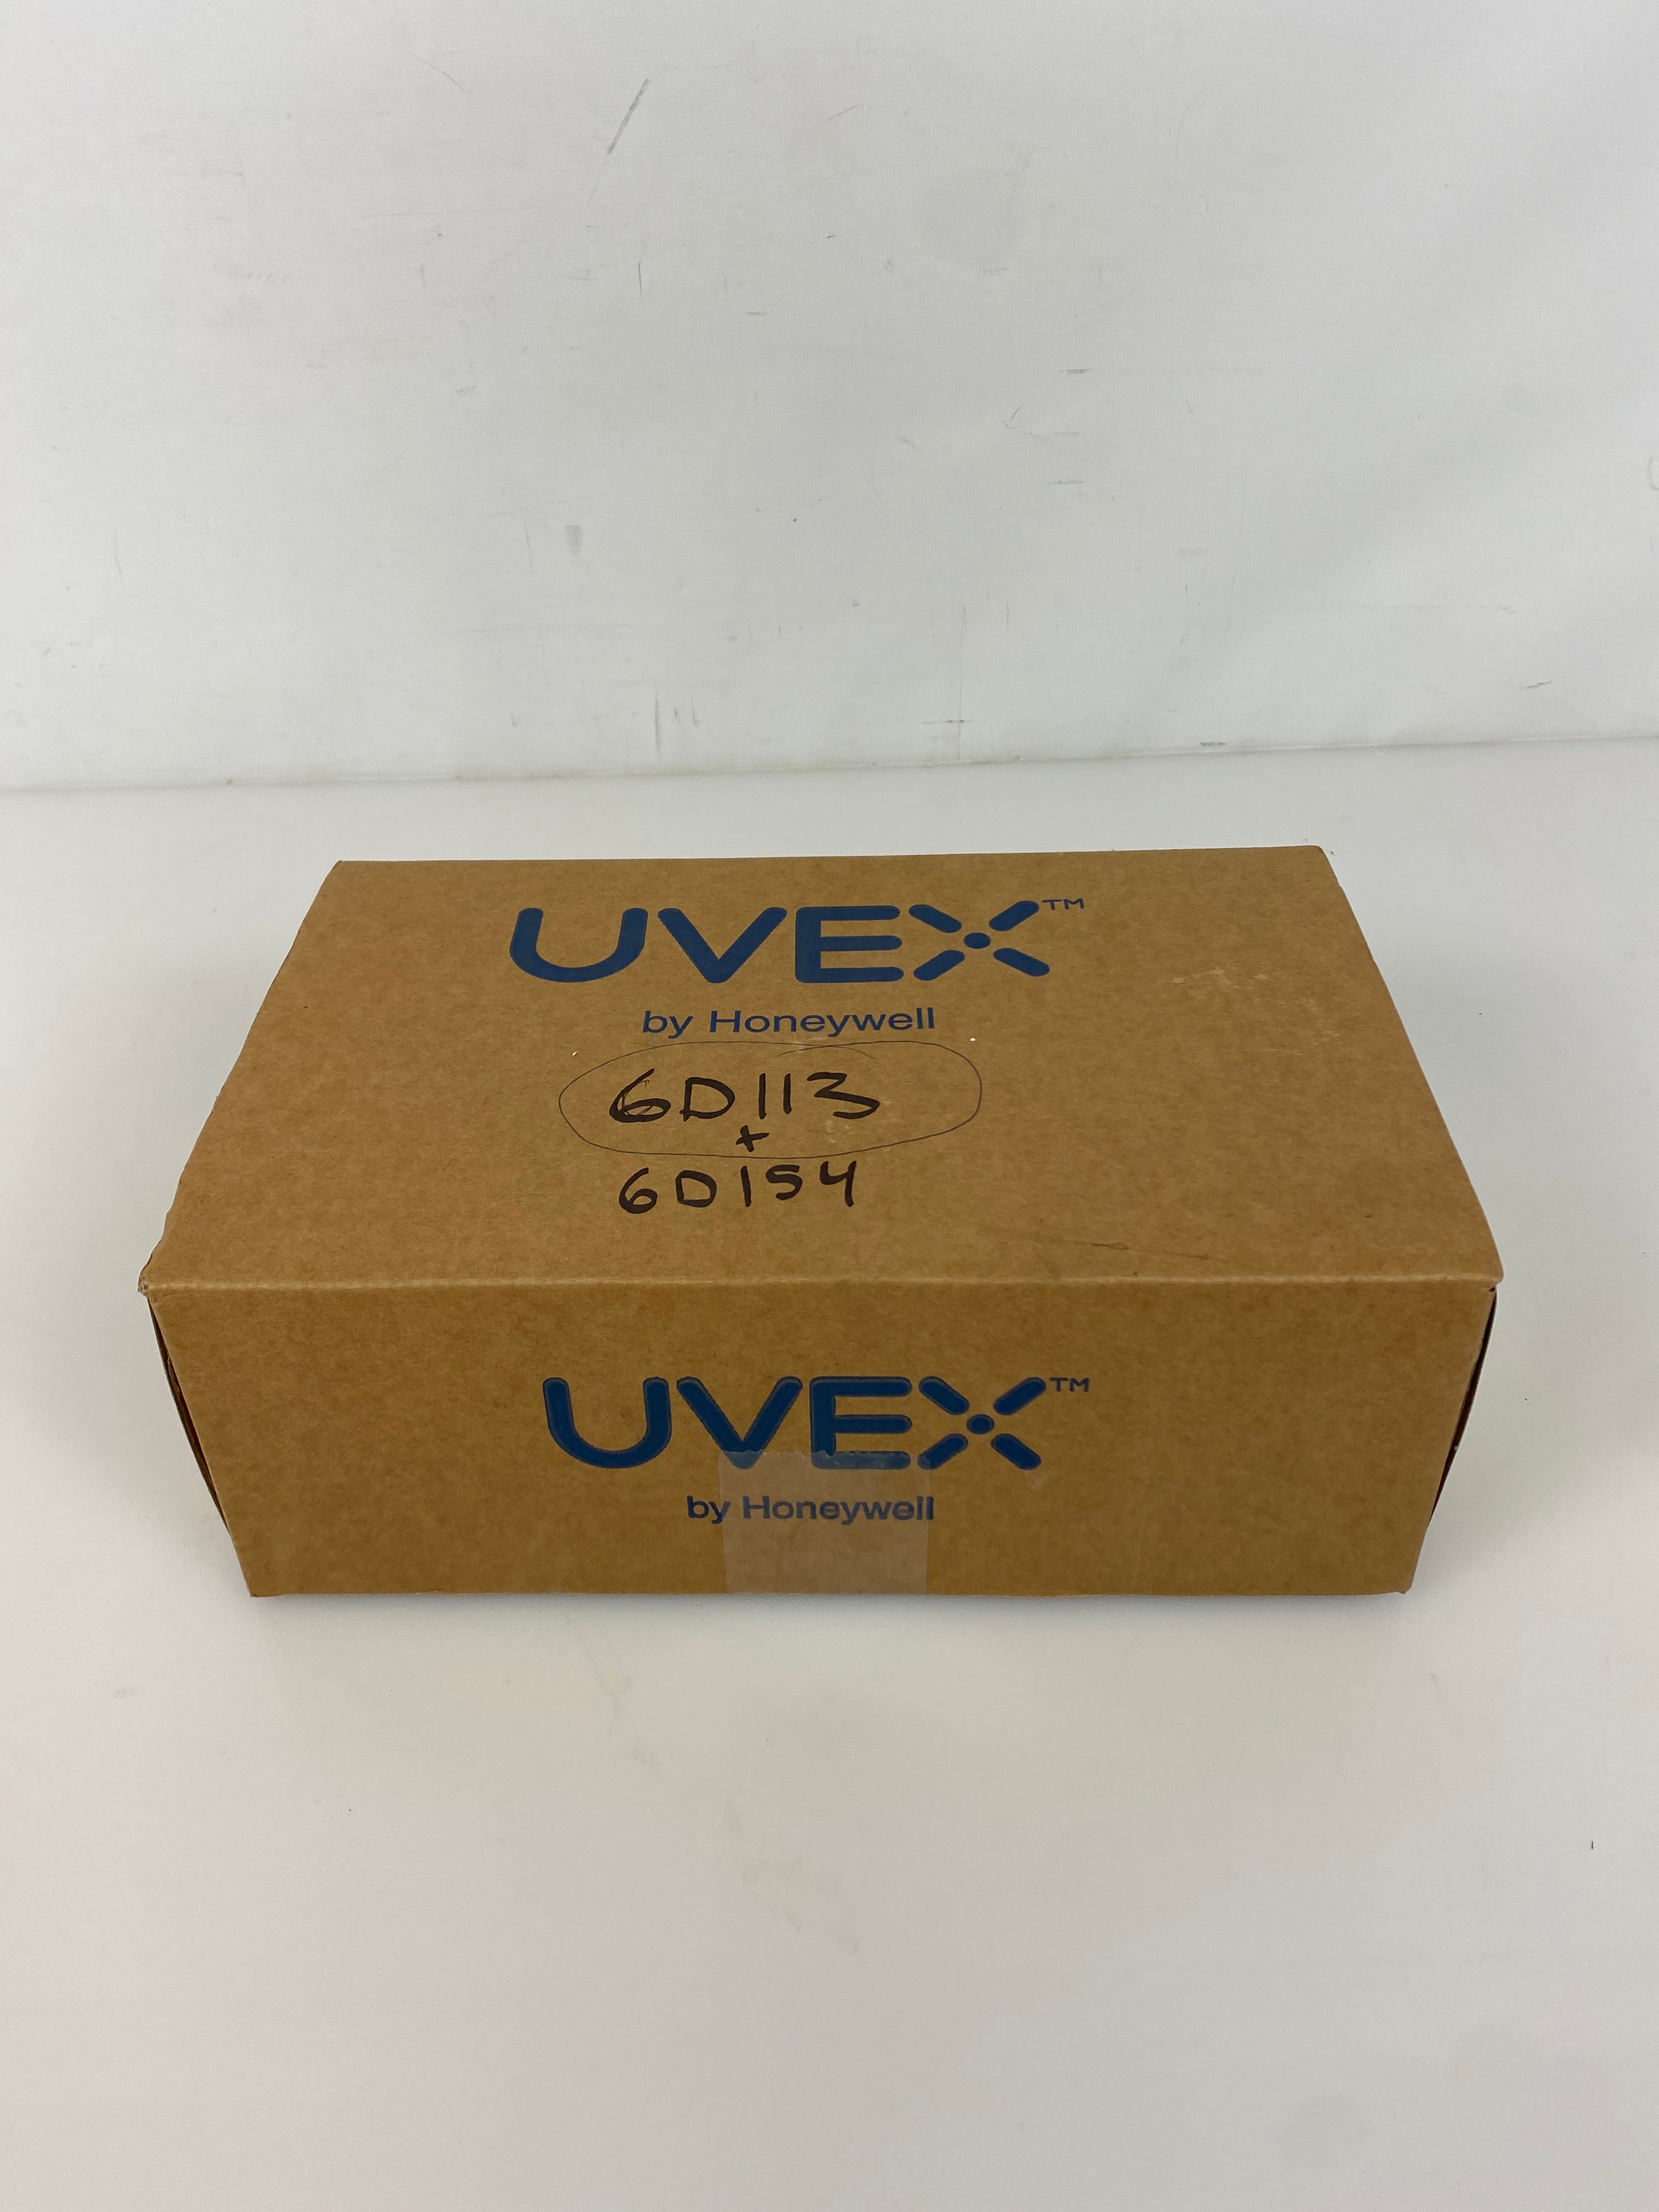 UVEX™
by Honeywell
6D113
+
6D154
UVEX™
by Honeywell